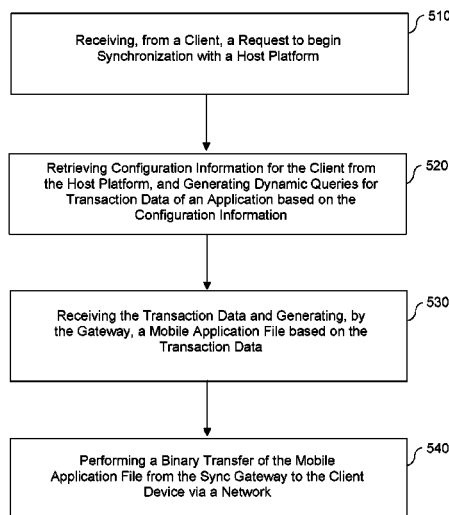 510
Receiving, from a Client, a Request to begin
Synchronization with a Host Platform
520
Retrieving Configuration Information for the Client from
the Host Platform, and Generating Dynamic Queries for
Transaction Data of an Application based on the
Configuration Information
530
Receiving the Transaction Data and Generating, by
the Gateway, a Mobile Application File based on the
Transaction Data
540
Performing a Binary Transfer of the Mobile
Application File from the Sync Gateway to the Client
Device via a Network